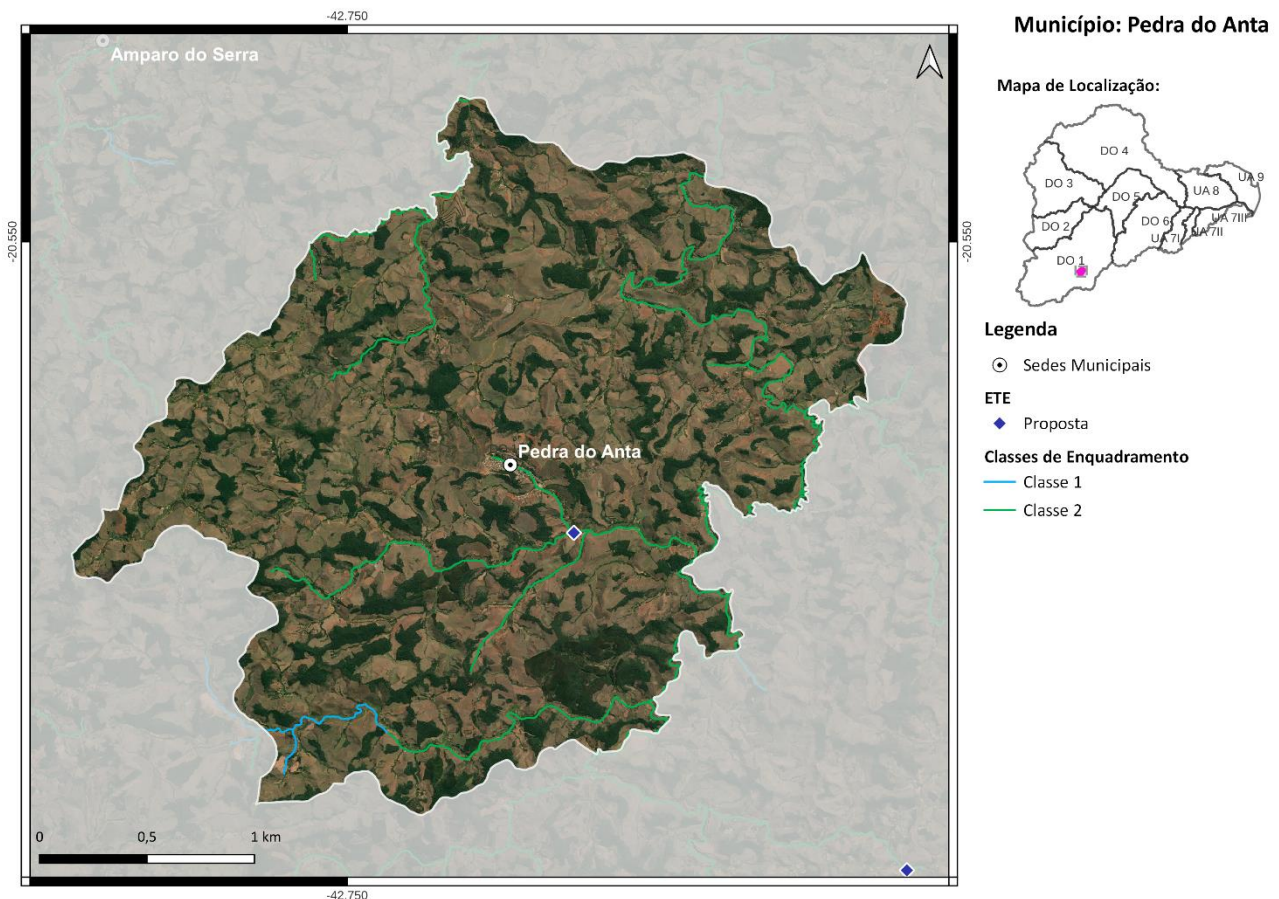 -42.750
Município: Pedra do Anta
Amparo do Serra
Mapa de Localização:
DO 4
UA 9
DO 3
UA 8
DO 5
DO 6
UA 7III
DO 2
UA 7II
UA 7I
DO 1
-20.550
-20.550
Legenda
Sedes Municipais
ETE
Proposta
Pedra do Anta
Classes de Enquadramento
Classe 1
Classe 2
0 0,5 1 km
-42.750